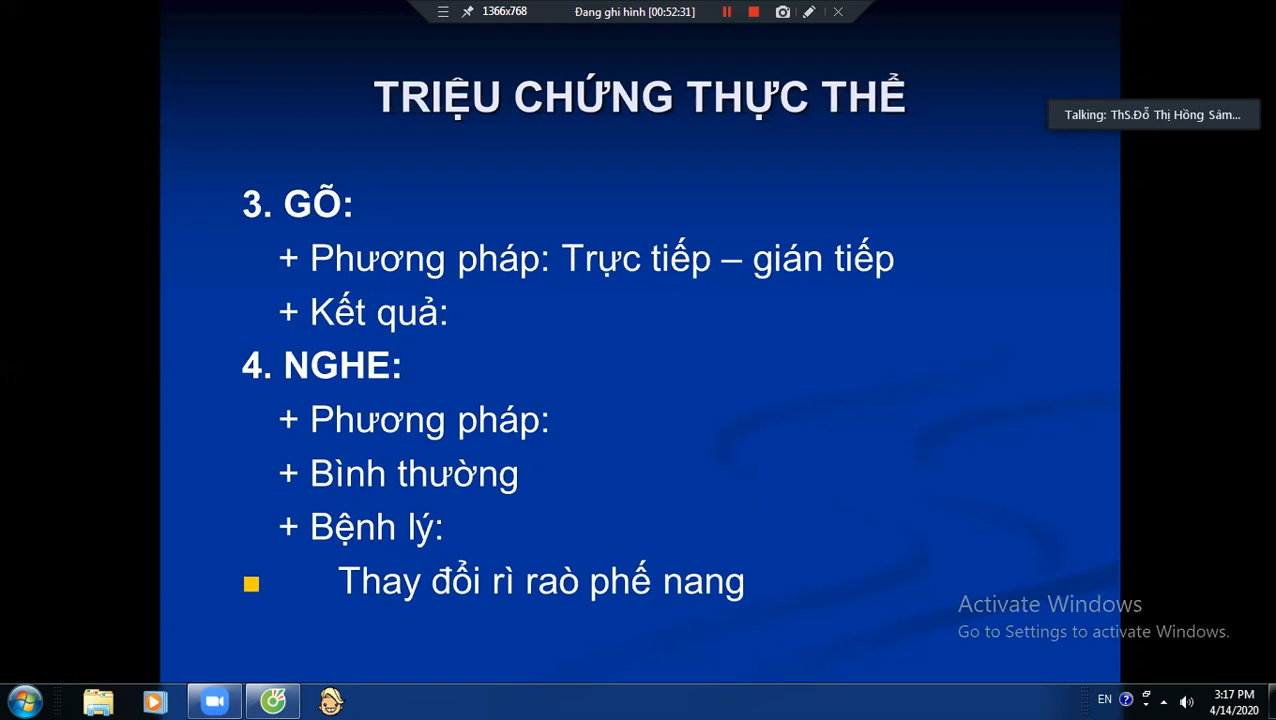 1366x768
Đang ghi hình [00:52:31]
TRIỆU CHỨNG THỰC THỂ
Talking: ThS.Đỗ Thị Hồng Sâm...
3. GÕ:
+ Phương pháp: Trực tiếp – gián tiếp
+ Kết quả:
4. NGHE:
+ Phương pháp:
+ Bình thường
+ Bệnh lý:
Thay đổi rì raò phế nang
Activate Windows
Go to Settings to activate Windows.
EN
3:17 PM
4/14/2020